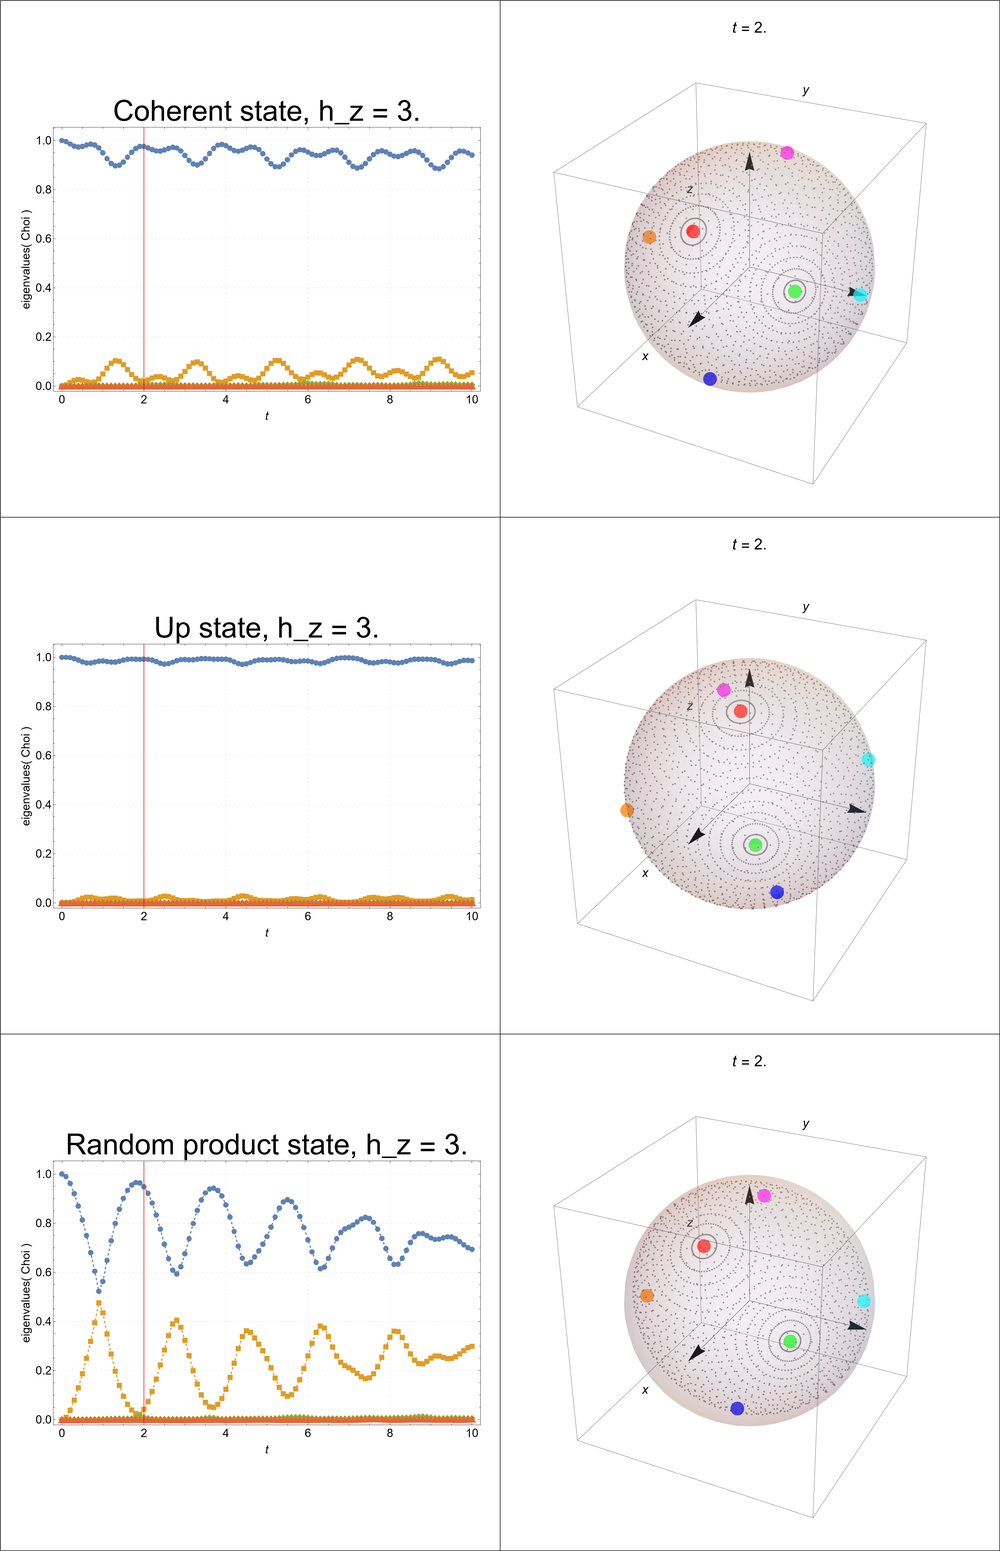 Coherent state, h_z = 3.
eigenvalues( Choi )
1.0
0.8
0.6
0.4
0.2
0.0
0 2 4 6 8 10
t
t = 2.
y
z
x
Up state, h_z = 3.
eigenvalues( Choi )
1.0
0.8
0.6
0.4
0.2
0.0
0 2 4 6 8 10
t
t = 2.
y
z
x
Random product state, h_z = 3.
eigenvalues( Choi )
1.0
0.8
0.6
0.4
0.2
0.0
0 2 4 6 8 10
t
t = 2.
y
z
x